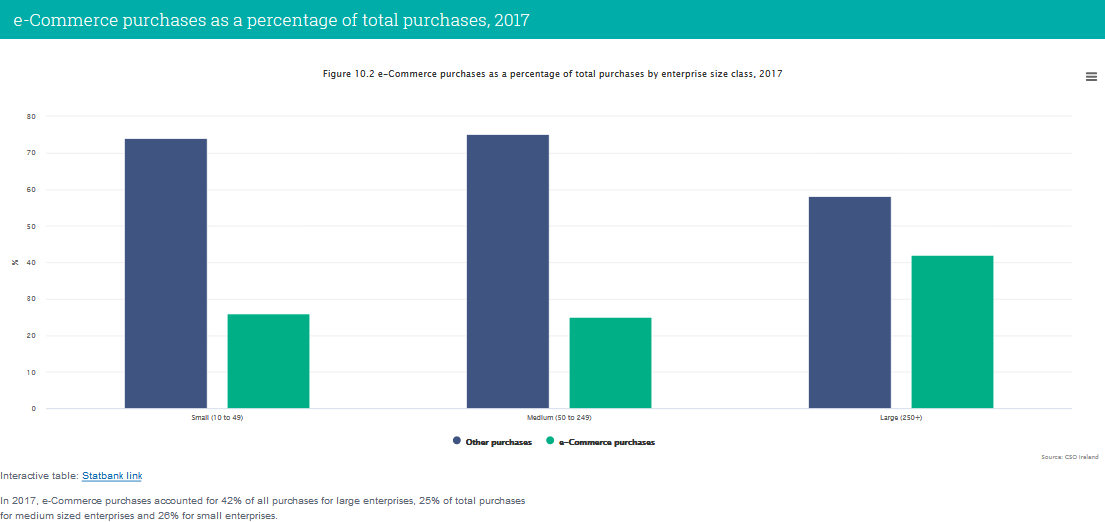 e-Commerce purchases as a percentage of total purchases, 2017
Figure 10.2 e-Commerce purchases as a percentage of total purchases by enterprise size class, 2017
80
70
60
50
%
40
30
20
10
0
Small (10 to 49)
Medium (50 to 249)
Large (250+)
Other purchases
e-Commerce purchases
Source: CSO Ireland
Interactive table: Statbank link
In 2017, e-Commerce purchases accounted for 42% of all purchases for large enterprises, 25% of total purchases
for medium sized enterprises and 26% for small enterprises.